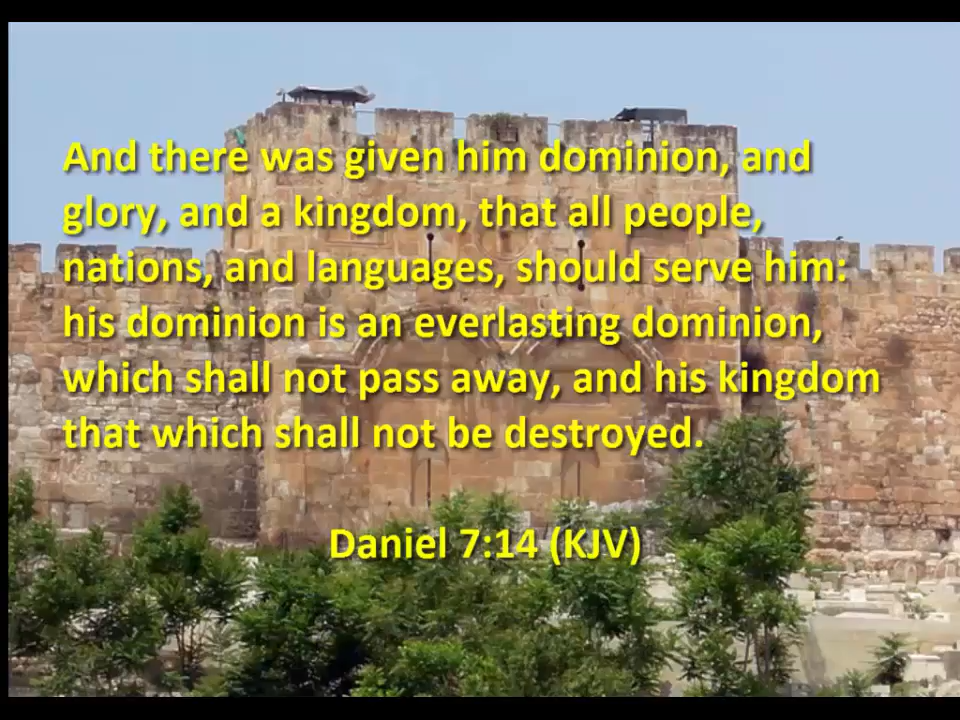 And there was given him dominion, and
glory, and a kingdom, that all people,
nations, and languages, should serve him:
his dominion is an everlasting dominion,
which shall not pass away, and his kingdom
that which shall not be destroyed.
Daniel 7:14 (KJV)